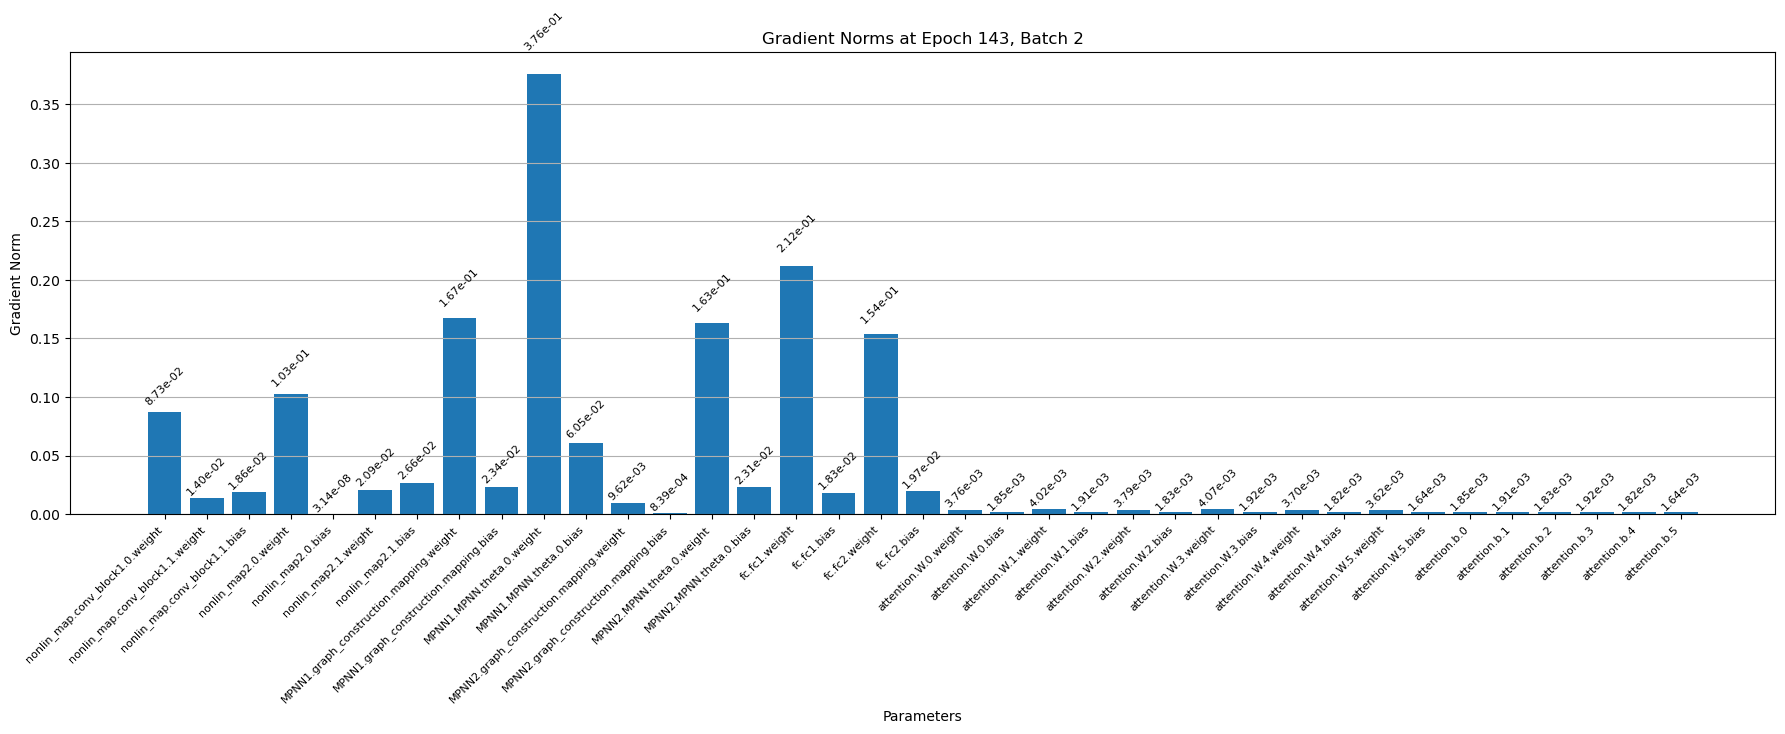 Gradient Norms at Epoch 143, Batch 2
Gradient Norm
0.35
0.30
0.25
0.20
0.15
0.10
0.05
0.00
8.73e-02
1.40e-02
1.86e-02
1.03e-01
3.14e-08
2.09e-02
2.66e-02
1.67e-01
2.34e-02
3.76e-01
6.05e-02
9.62e-03
8.39e-04
1.63e-01
2.31e-02
2.12e-01
1.83e-02
1.54e-01
1.97e-02
3.76e-03
1.85e-03
4.02e-03
1.91e-03
3.79e-03
1.83e-03
4.07e-03
1.92e-03
3.70e-03
1.82e-03
3.62e-03
1.64e-03
1.85e-03
1.91e-03
1.83e-03
1.92e-03
1.82e-03
1.64e-03
nonlin_map.conv_block1.0.weight
nonlin_map.conv_block1.1.weight
nonlin_map.conv_block1.1.bias
nonlin_map2.0.weight
nonlin_map2.0.bias
nonlin_map2.1.weight
nonlin_map2.1.bias
MPNN1.graph_construction.mapping.weight
MPNN1.graph_construction.mapping.bias
MPNN1.MPNN.theta.0.weight
MPNN1.MPNN.theta.0.bias
MPNN2.graph_construction.mapping.weight
MPNN2.graph_construction.mapping.bias
MPNN2.MPNN.theta.0.weight
MPNN2.MPNN.theta.0.bias
fc.fc1.weight
fc.fc1.bias
fc.fc2.weight
fc.fc2.bias
attention.W.0.weight
attention.W.0.bias
attention.W.1.weight
attention.W.1.bias
attention.W.2.weight
attention.W.2.bias
attention.W.3.weight
attention.W.3.bias
attention.W.4.weight
attention.W.4.bias
attention.W.5.weight
attention.W.5.bias
attention.b.0
attention.b.1
attention.b.2
attention.b.3
attention.b.4
attention.b.5
Parameters